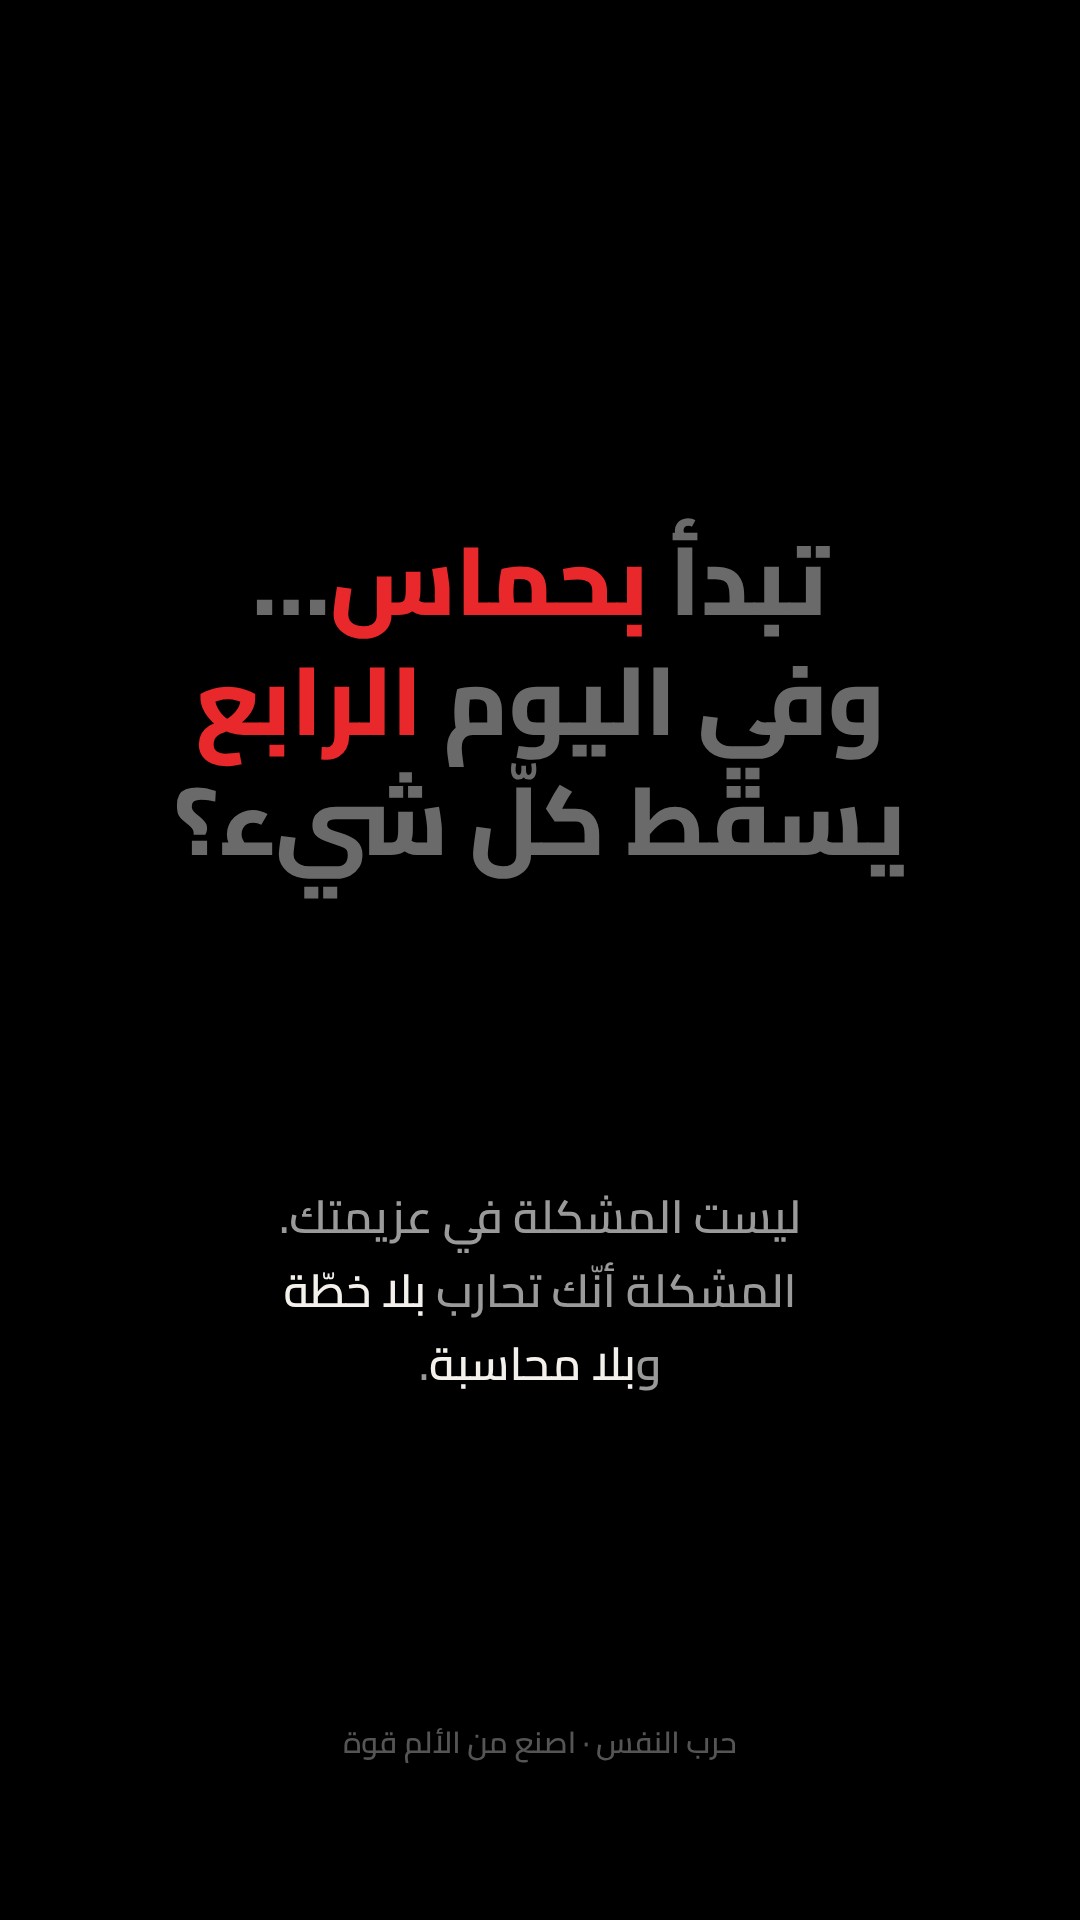 تبدأ بحماس...
وفي اليوم الرابع
يسقط كلّ شيء؟
ليست المشكلة في عزيمتك.
المشكلة أنّك تحارب بلا خطّة
وبلا محاسبة.
حرب النفس · اصنع من الألم قوة